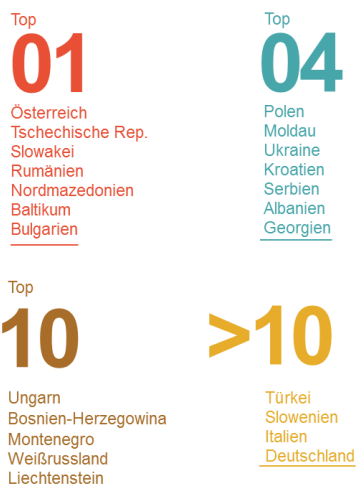 Top
01
Österreich
Tschechische Rep.
Slowakei
Rumänien
Nordmazedonien
Baltikum
Bulgarien
Top
04
Polen
Moldau
Ukraine
Kroatien
Serbien
Albanien
Georgien
Top
10
Ungarn
Bosnien-Herzegowina
Montenegro
Weißrussland
Liechtenstein
>10
Türkei
Slowenien
Italien
Deutschland